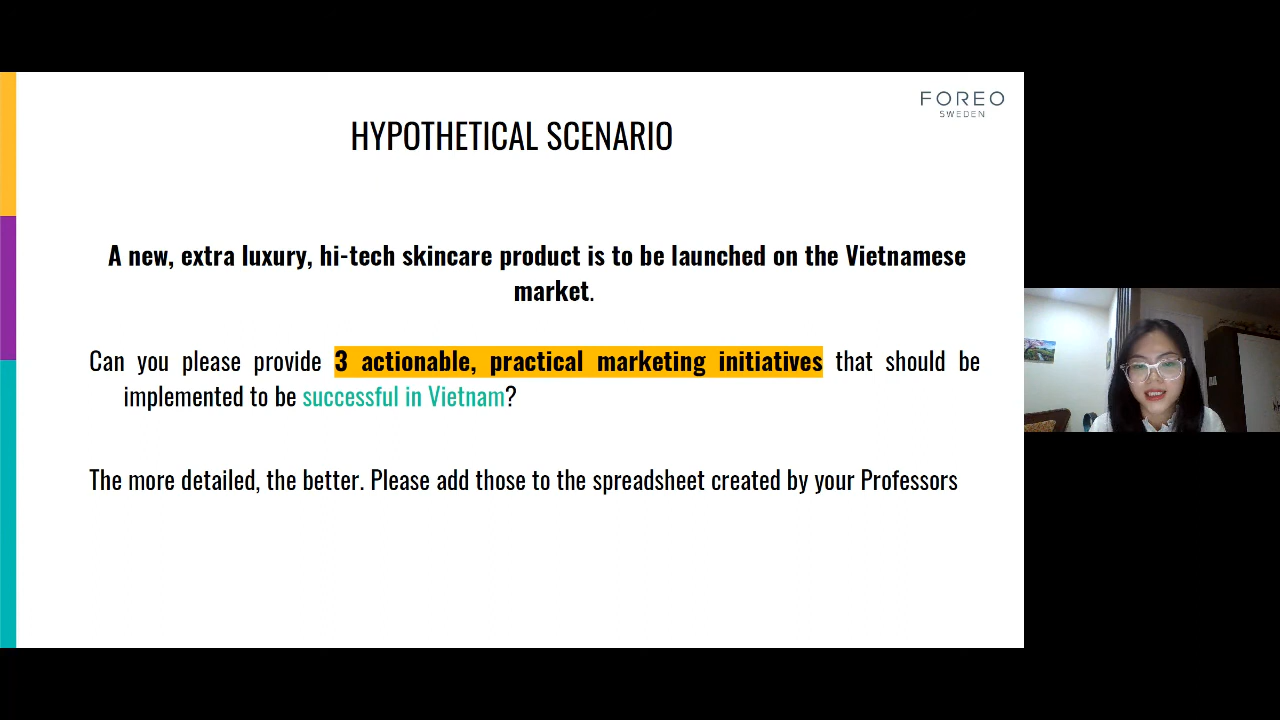 FOREO
SWEDEN
HYPOTHETICAL SCENARIO
A new, extra luxury, hi-tech skincare product is to be launched on the Vietnamese
market.
Can you please provide 3 actionable, practical marketing initiatives that should be
implemented to be successful in Vietnam?
The more detailed, the better. Please add those to the spreadsheet created by your Professors